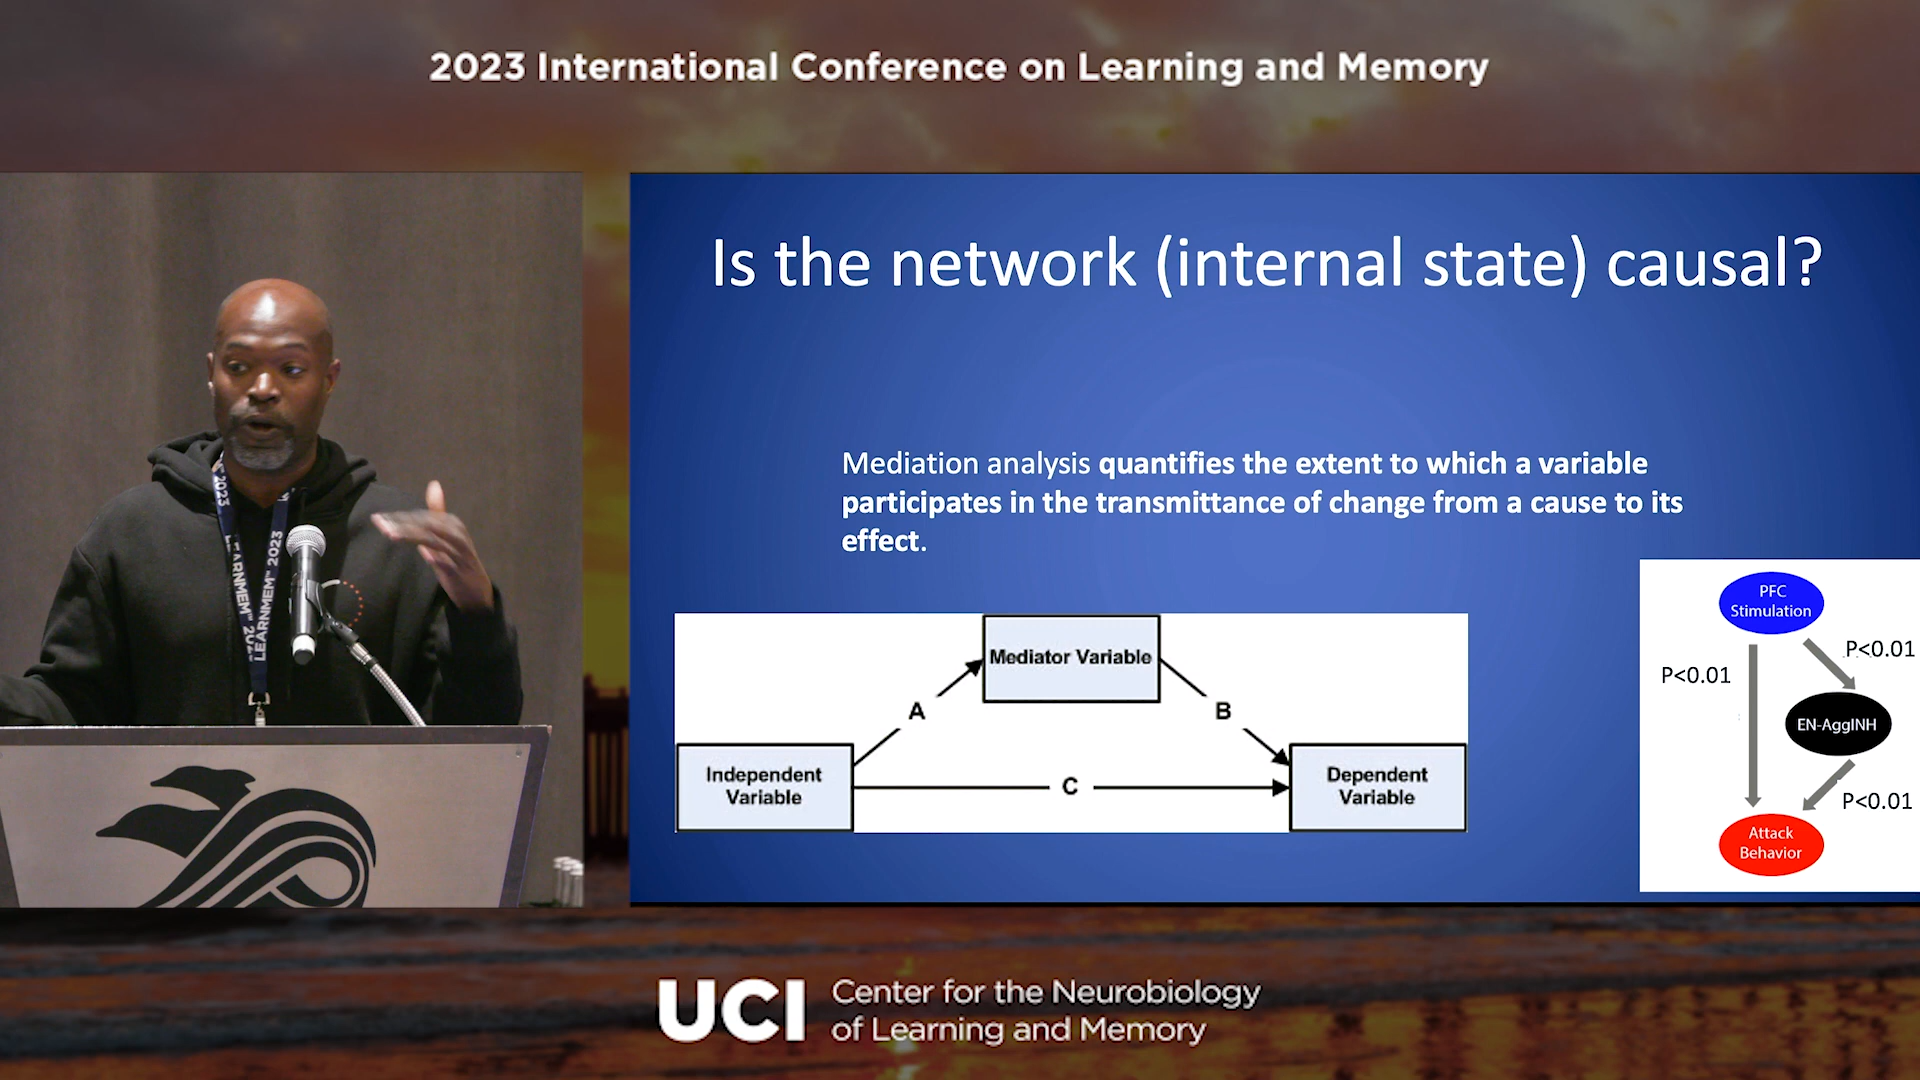 2023 International Conference on Learning and Memory
Is the network (internal state) causal?
Mediation analysis quantifies the extent to which a variable
participates in the transmittance of change from a cause to its
effect.
Mediator Variable
A
B
Independent
Variable
C
Dependent
Variable
PFC
Stimulation
P<0.01
P<0.01
EN-AggINH
P<0.01
Attack
Behavior
2023
LEARNMEM 2023
UCI
Center for the Neurobiology
of Learning and Memory